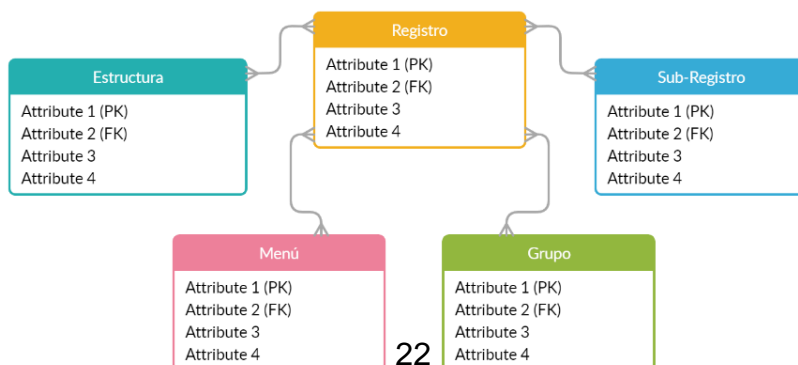 Registro
Attribute 1 (PK)
Attribute 2 (FK)
Attribute 3
Attribute 4
Estructura
Attribute 1 (PK)
Attribute 2 (FK)
Attribute 3
Attribute 4
Sub-Registro
Attribute 1 (PK)
Attribute 2 (FK)
Attribute 3
Attribute 4
Menú
Attribute 1 (PK)
Attribute 2 (FK)
Attribute 3
Attribute 4
Grupo
Attribute 1 (PK)
Attribute 2 (FK)
Attribute 3
Attribute 4
22